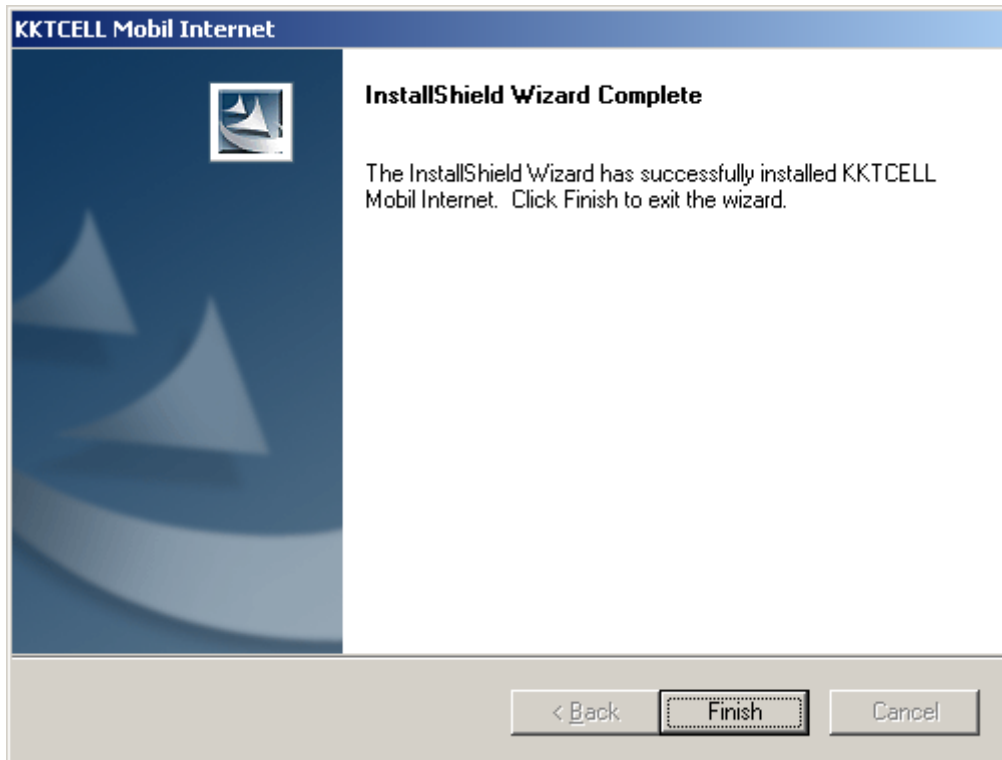 KKTCELL Mobil Internet
InstallShield Wizard Complete
The InstallShield Wizard has successfully installed KKTCELL
Mobil Internet. Click Finish to exit the wizard.
< Back Finish Cancel